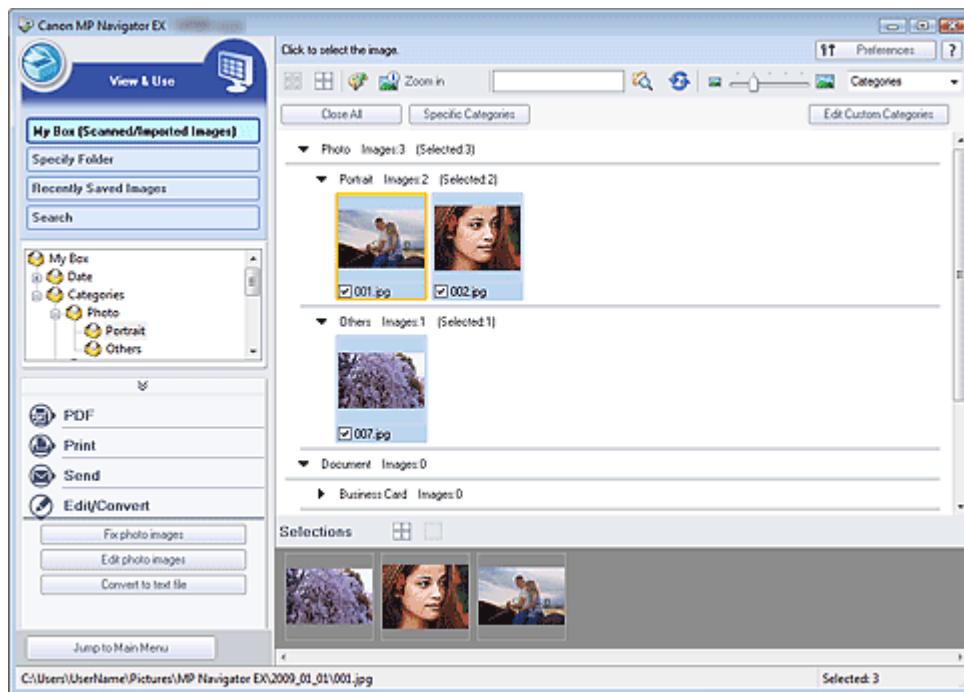 Canon MP Navigator EX
View & Use
My Box (Scanned/Imported Images)
Specify Folder
Recently Saved Images
Search
My Box
Date
Categories
Photo
Portrait
Others
PDF
Print
Send
Edit/Convert
Fix photo images
Edit photo images
Convert to text file
Jump to Main Menu
Click to select the image.
Preferences ?
Zoom in
Categories
Close All Specific Categories Edit Custom Categories
Photo Images:3 (Selected:3)
Portrait Images:2 (Selected:2)
001.jpg 002.jpg
Others Images:1 (Selected:1)
007.jpg
Document Images:0
Business Card Images:0
Selections
C:\Users\UserName\Pictures\MP Navigator EX\2009_01_01\001.jpg Selected: 3